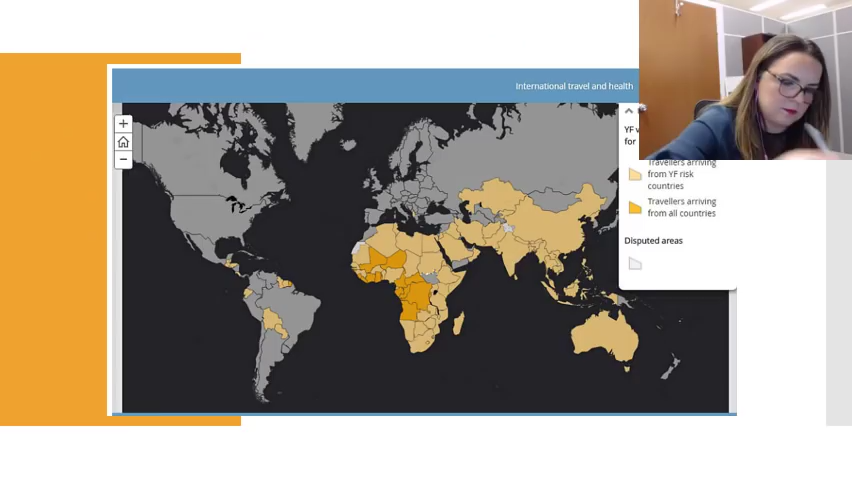 International travel and health
+
−
YF
for
Travellers arriving
from YF risk
countries
Travellers arriving
from all countries
Disputed areas